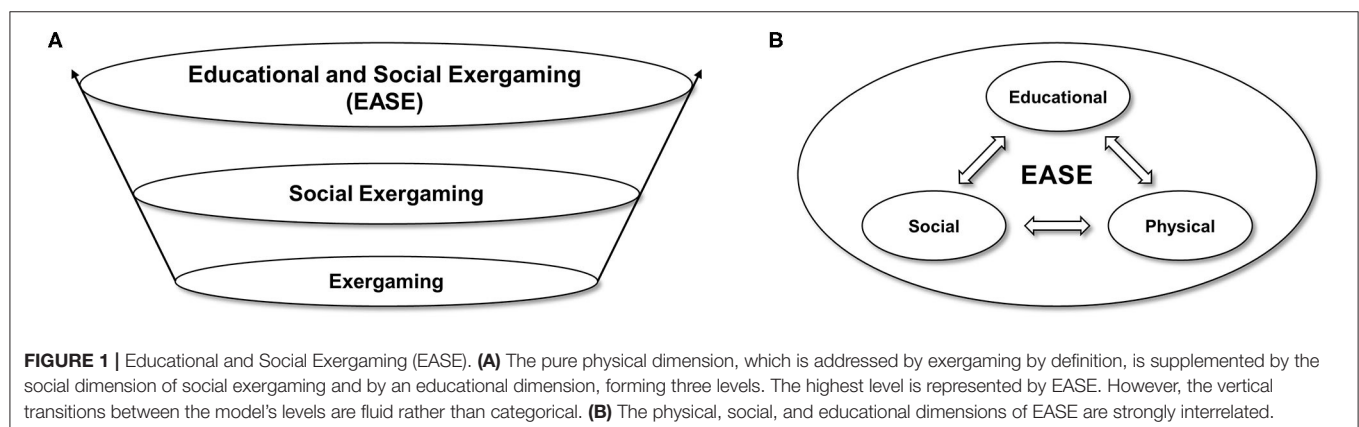 A
Educational and Social Exergaming
(EASE)
Social Exergaming
Exergaming
B
Educational
EASE
Social
Physical
FIGURE 1 | Educational and Social Exergaming (EASE). (A) The pure physical dimension, which is addressed by exergaming by definition, is supplemented by the
social dimension of social exergaming and by an educational dimension, forming three levels. The highest level is represented by EASE. However, the vertical
transitions between the model's levels are fluid rather than categorical. (B) The physical, social, and educational dimensions of EASE are strongly interrelated.